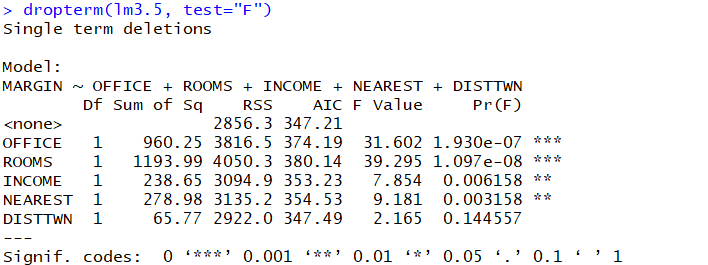 > dropterm(lm3.5, test="F")
Single term deletions
Model:
MARGIN ~ OFFICE + ROOMS + INCOME + NEAREST + DISTTWN
        Df Sum of Sq    RSS    AIC F Value     Pr(F)
<none>               2856.3 347.21
OFFICE   1    960.25 3816.5 374.19  31.602 1.930e-07 ***
ROOMS    1   1193.99 4050.3 380.14  39.295 1.097e-08 ***
INCOME   1    238.65 3094.9 353.23   7.854  0.006158 **
NEAREST  1    278.98 3135.2 354.53   9.181  0.003158 **
DISTTWN  1     65.77 2922.0 347.49   2.165  0.144557
---
Signif. codes:  0 ‘***’ 0.001 ‘**’ 0.01 ‘*’ 0.05 ‘.’ 0.1 ‘ ’ 1